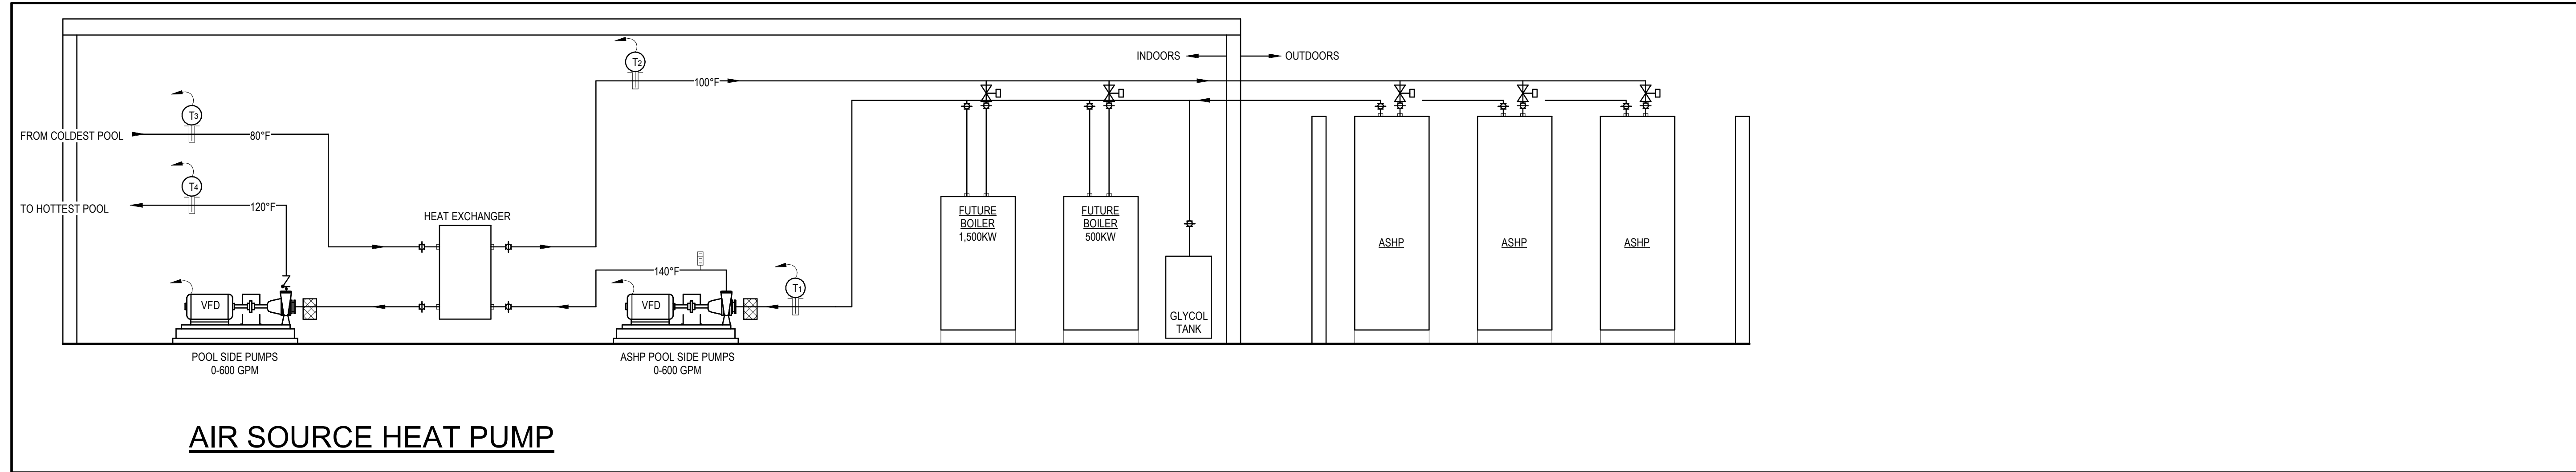 INDOORS
OUTDOORS
T2
100°F
T3
FROM COLDEST POOL
80°F
T4
TO HOTTEST POOL
120°F
HEAT EXCHANGER
FUTURE
BOILER
1,500KW
FUTURE
BOILER
500KW
ASHP
ASHP
ASHP
140°F
T1
VFD
VFD
GLYCOL
TANK
POOL SIDE PUMPS
0-600 GPM
ASHP POOL SIDE PUMPS
0-600 GPM
AIR SOURCE HEAT PUMP